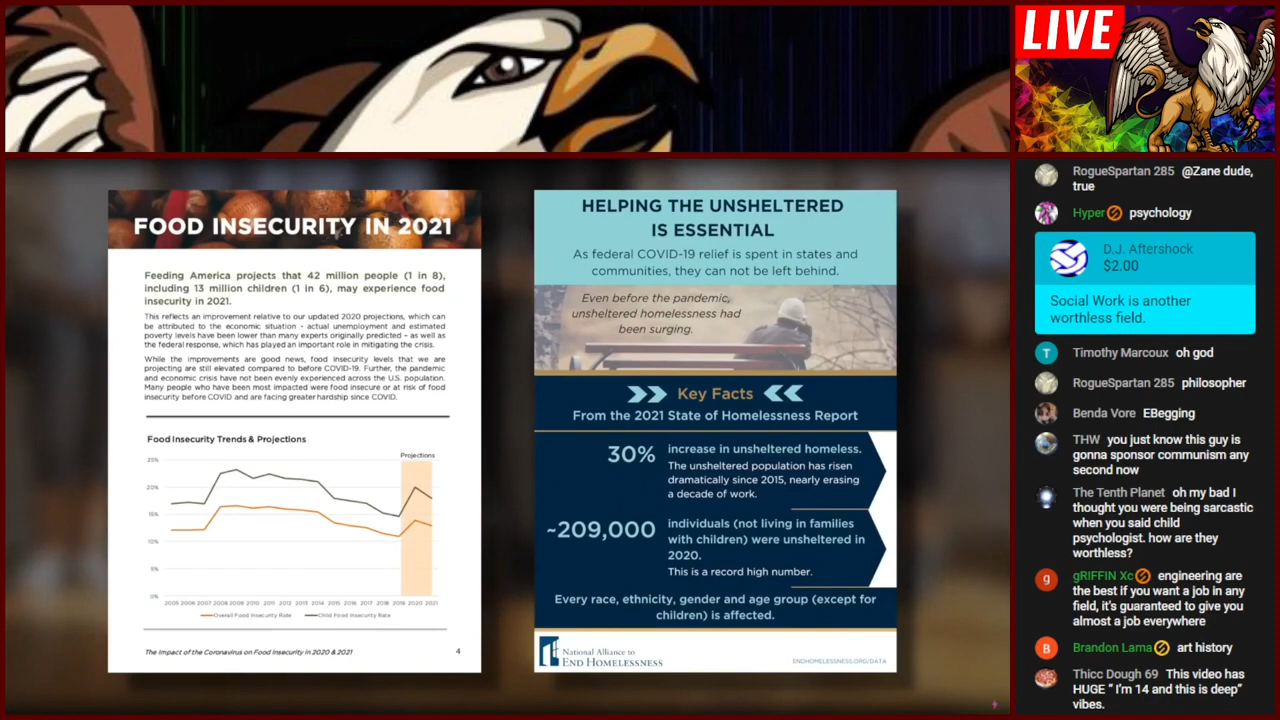 FOOD INSECURITY IN 2021
Feeding America projects that 42 million people (1 in 8),
including 13 million children (1 in 6), may experience food
insecurity in 2021.
This reflects an improvement relative to our updated 2020 projections, which can
be attributed to the economic situation - actual unemployment and estimated
poverty levels have been lower than many experts originally predicted - as well as
the federal response, which has played an important role in mitigating the crisis.
While the improvements are good news, food insecurity levels that we are
projecting are still elevated compared to before COVID-19. Further, the pandemic
and economic crisis have not been evenly experienced across the U.S. population.
Many people who have been most impacted were food insecure or at risk of food
insecurity before COVID and are facing greater hardship since COVID.
Food Insecurity Trends & Projections
Projections
25%
20%
15%
10%
5%
0%
2005 2006 2007 2008 2009 2010 2011 2012 2013 2014 2015 2016 2017 2018 2019 2020 2021
Overall Food Insecurity Rate
Child Food Insecurity Rate
The Impact of the Coronavirus on Food Insecurity in 2020 & 2021
4
HELPING THE UNSHELTERED
IS ESSENTIAL
As federal COVID-19 relief is spent in states and
communities, they can not be left behind.
Even before the pandemic,
unsheltered homelessness had
been surging.
Key Facts
From the 2021 State of Homelessness Report
30%
increase in unsheltered homeless.
The unsheltered population has risen
dramatically since 2015, nearly erasing
a decade of work.
~209,000
individuals (not living in families
with children) were unsheltered in
2020.
This is a record high number.
Every race, ethnicity, gender and age group (except for
children) is affected.
National Alliance to
END HOMELESSNESS
ENDHOMELESSNESS.ORG/DATA
LIVE
RogueSpartan 285 @Zane dude,
true
Hyper psychology
D.J. Aftershock
$2.00
Social Work is another
worthless field.
T
Timothy Marcoux oh god
RogueSpartan 285 philosopher
Benda Vore EBegging
THW you just know this guy is
gonna sponsor communism any
second now
The Tenth Planet oh my bad I
thought you were being sarcastic
when you said child
psychologist. how are they
worthless?
g
gRIFFIN Xc engineering are
the best if you want a job in any
field, it's guaranteed to give you
almost a job everywhere
B
Brandon Lama art history
Thicc Dough 69 This video has
HUGE " I'm 14 and this is deep"
vibes.